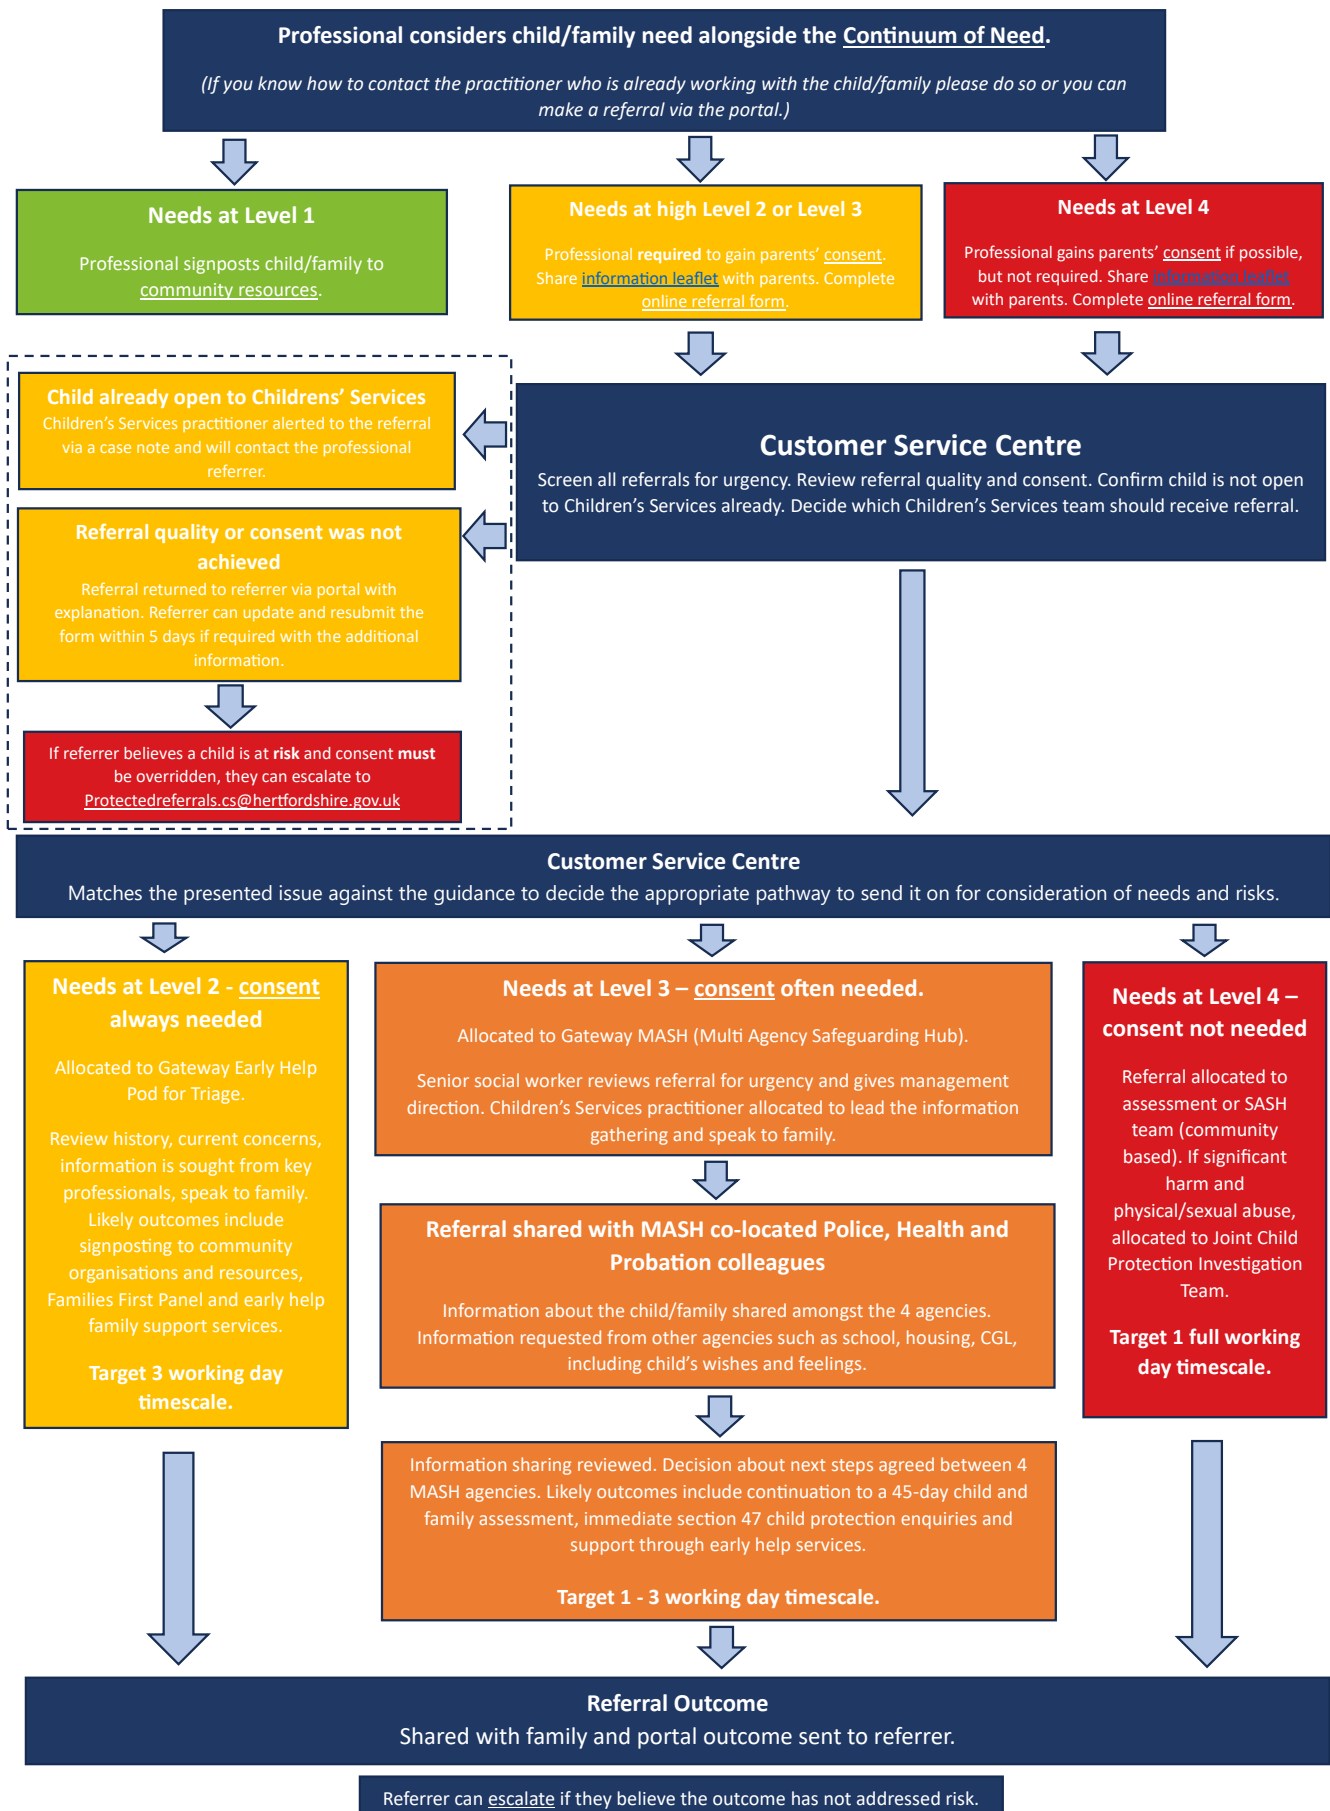 Professional considers child/family need alongside the Continuum of Need.
(If you know how to contact the practitioner who is already working with the child/family please do so or you can
make a referral via the portal.)
Needs at Level 1
Professional signposts child/family to
community resources.
Needs at high Level 2 or Level 3
Professional required to gain parents’ consent.
Share information leaflet with parents. Complete
online referral form.
Needs at Level 4
Professional gains parents’ consent if possible,
but not required. Share information leaflet
with parents. Complete online referral form.
Child already open to Childrens’ Services
Children’s Services practitioner alerted to the referral
via a case note and will contact the professional
referrer.
Customer Service Centre
Screen all referrals for urgency. Review referral quality and consent. Confirm child is not open
to Children’s Services already. Decide which Children’s Services team should receive referral.
Referral quality or consent was not
achieved
Referral returned to referrer via portal with
explanation. Referrer can update and resubmit the
form within 5 days if required with the additional
information.
If referrer believes a child is at risk and consent must
be overridden, they can escalate to
Protectedreferrals.cs@hertfordshire.gov.uk
Customer Service Centre
Matches the presented issue against the guidance to decide the appropriate pathway to send it on for consideration of needs and risks.
Needs at Level 2 - consent
always needed
Allocated to Gateway Early Help
Pod for Triage.
Review history, current concerns,
information is sought from key
professionals, speak to family.
Likely outcomes include
signposting to community
organisations and resources,
Families First Panel and early help
family support services.
Target 3 working day
timescale.
Needs at Level 3 – consent often needed.
Allocated to Gateway MASH (Multi Agency Safeguarding Hub).
Senior social worker reviews referral for urgency and gives management
direction. Children’s Services practitioner allocated to lead the information
gathering and speak to family.
Referral shared with MASH co-located Police, Health and
Probation colleagues
Information about the child/family shared amongst the 4 agencies.
Information requested from other agencies such as school, housing, CGL,
including child’s wishes and feelings.
Information sharing reviewed. Decision about next steps agreed between 4
MASH agencies. Likely outcomes include continuation to a 45-day child and
family assessment, immediate section 47 child protection enquiries and
support through early help services.
Target 1 - 3 working day timescale.
Needs at Level 4 –
consent not needed
Referral allocated to
assessment or SASH
team (community
based). If significant
harm and
physical/sexual abuse,
allocated to Joint Child
Protection Investigation
Team.
Target 1 full working
day timescale.
Referral Outcome
Shared with family and portal outcome sent to referrer.
Referrer can escalate if they believe the outcome has not addressed risk.